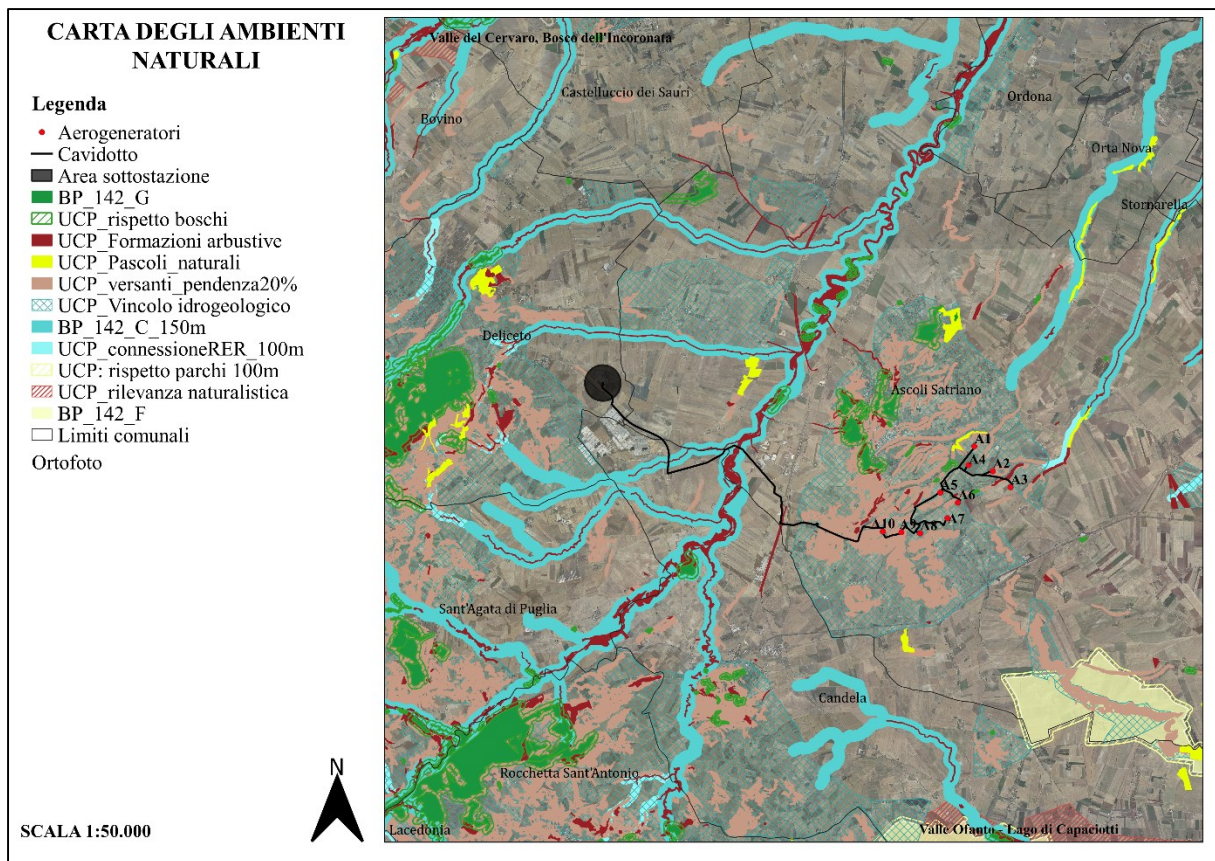 CARTA DEGLI AMBIENTI
NATURALI
Legenda
Aerogeneratori
Cavidotto
Area sottostazione
BP_142_G
UCP_rispetto boschi
UCP_Formazioni arbustive
UCP_Pascoli_naturali
UCP_versanti_pendenza20%
UCP_Vincolo idrogeologico
BP_142_C_150m
UCP_connessioneRER_100m
UCP: rispetto parchi 100m
UCP_rilevanza naturalistica
BP_142_F
Limiti comunali
Ortofoto
N
SCALA 1:50.000
Valle del Cervaro, Bosco dell'Incoronata
Castelluccio dei Sauri
Bovino
Ordona
Orta Nova
Stornarella
Deliceto
Ascoli Satriano
A1
A4
A2
A3
A5
A6
A7
A10
A9
A8
Sant'Agata di Puglia
Candela
Rocchetta Sant'Antonio
Lacedonia
Valle Ofanto - Lago di Capaciotti